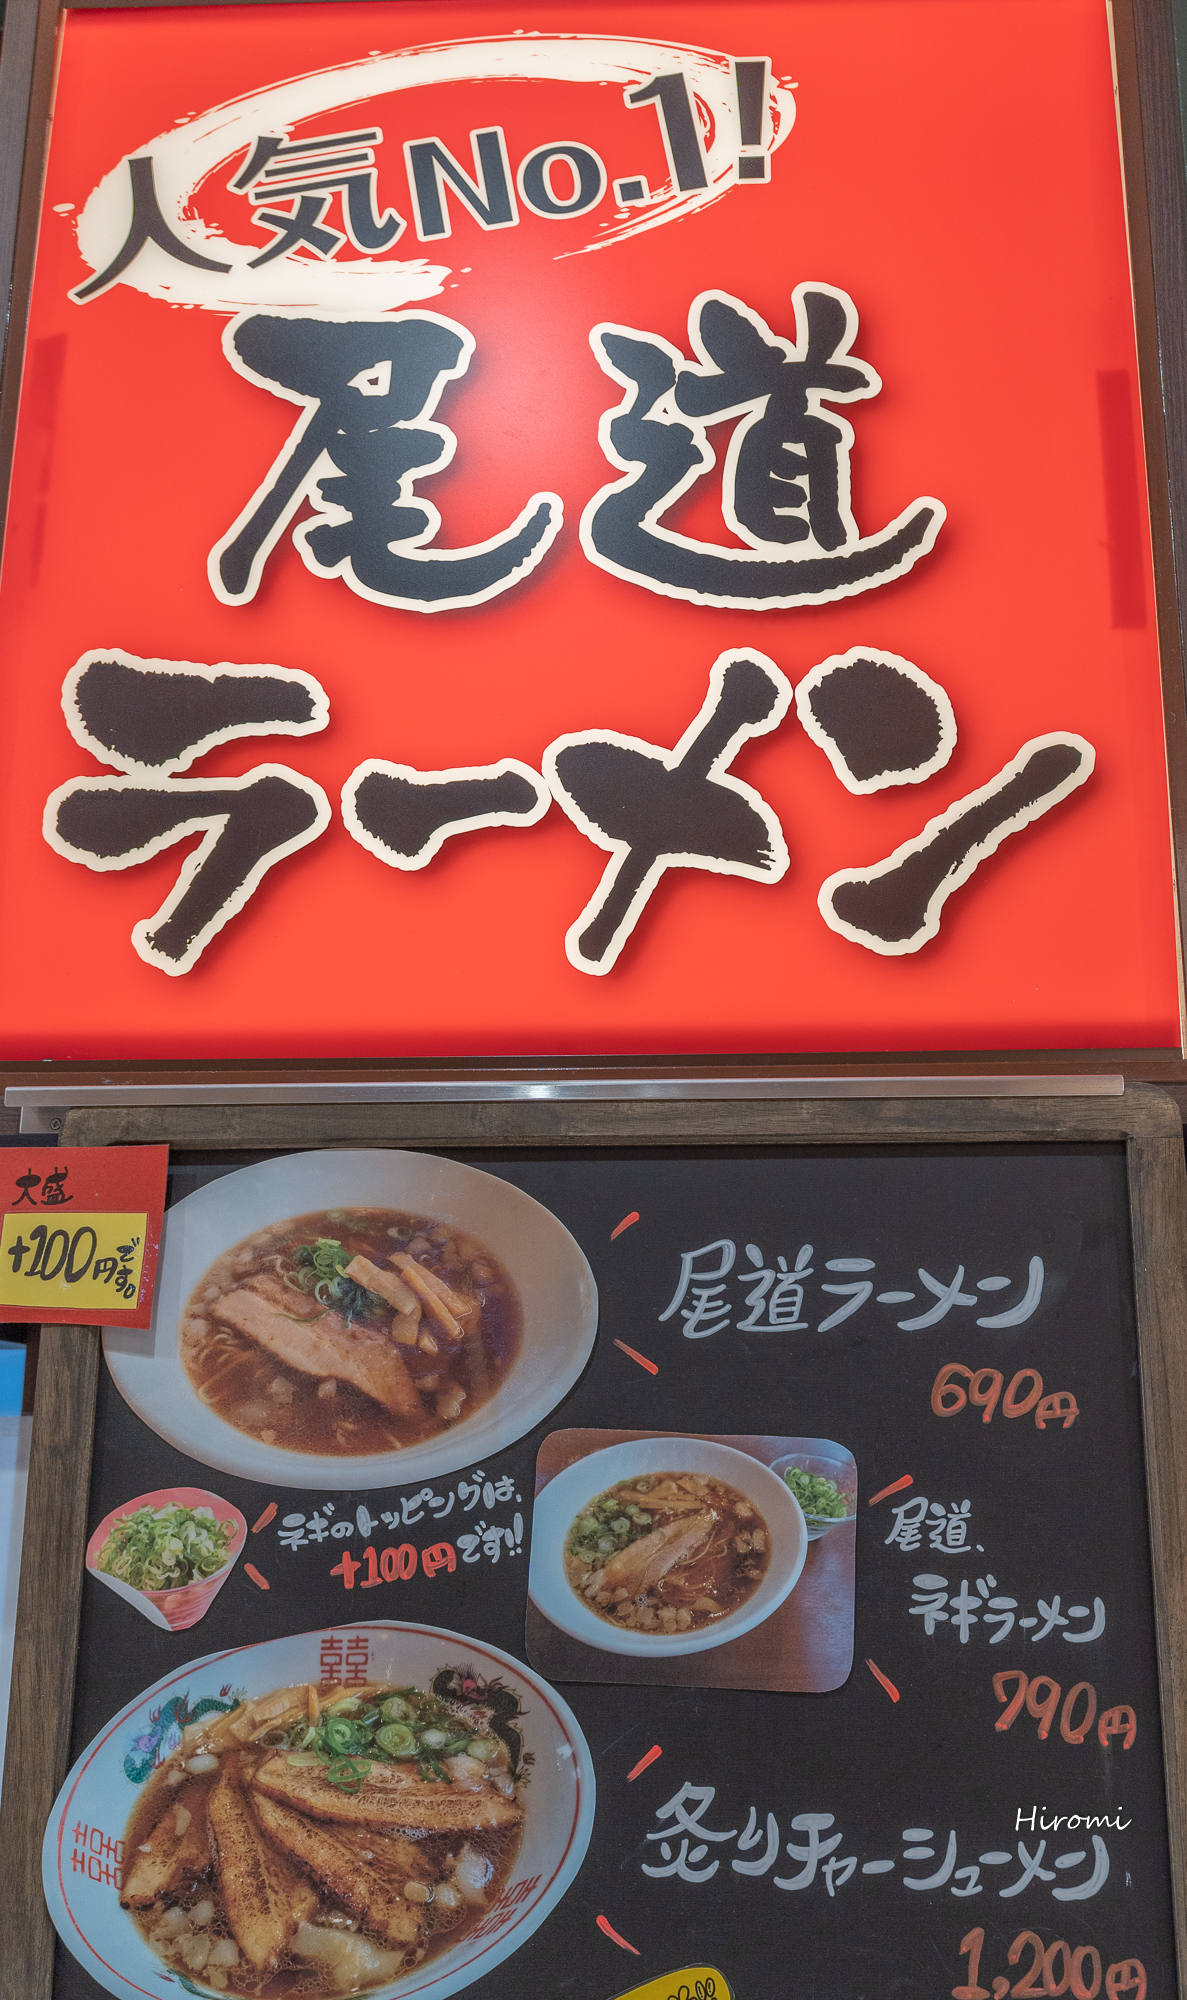 人気No.1!
尾道
ラーメン
大盛
+100円です。
尾道ラーメン
690円
ネギのトッピングは、
+100円です!!
尾道、
ネギラーメン
790円
炙りチャーシューメン
1,200円
Hiromi